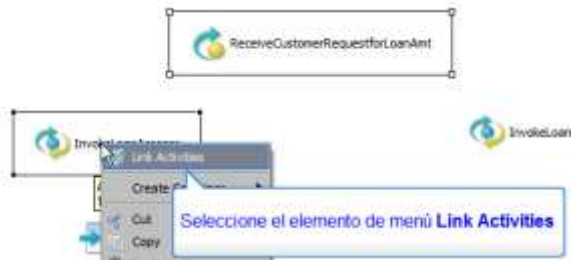 ReceiveCustomerRequestforLoanAmt
InvokeLoan
Link Activities
Create
Cut
Copy
Seleccione el elemento de menú Link Activities